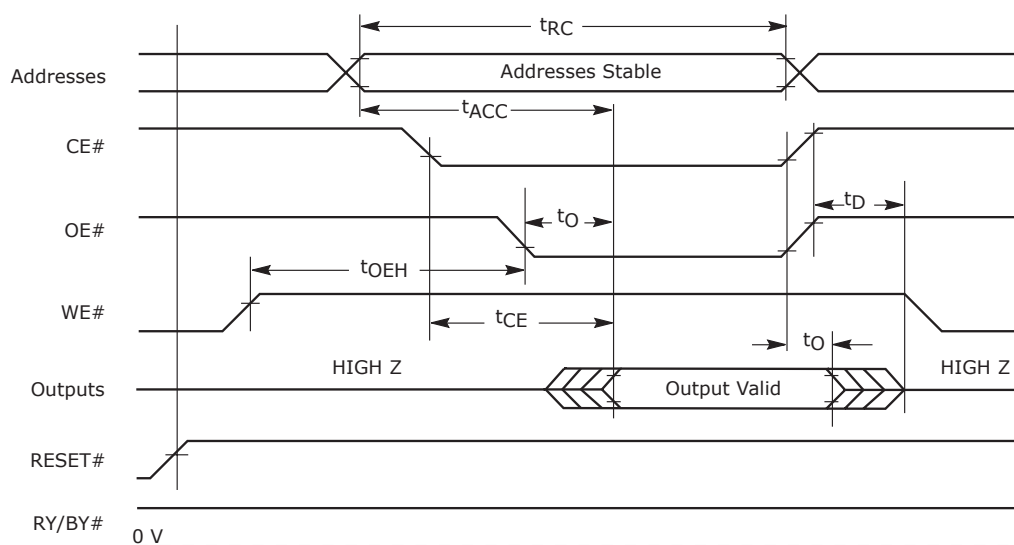 tRC
Addresses
Addresses Stable
tACC
CE#
tO
tD
OE#
tOEH
WE#
tCE
tO
HIGH Z
HIGH Z
Outputs
Output Valid
RESET#
RY/BY#
0 V